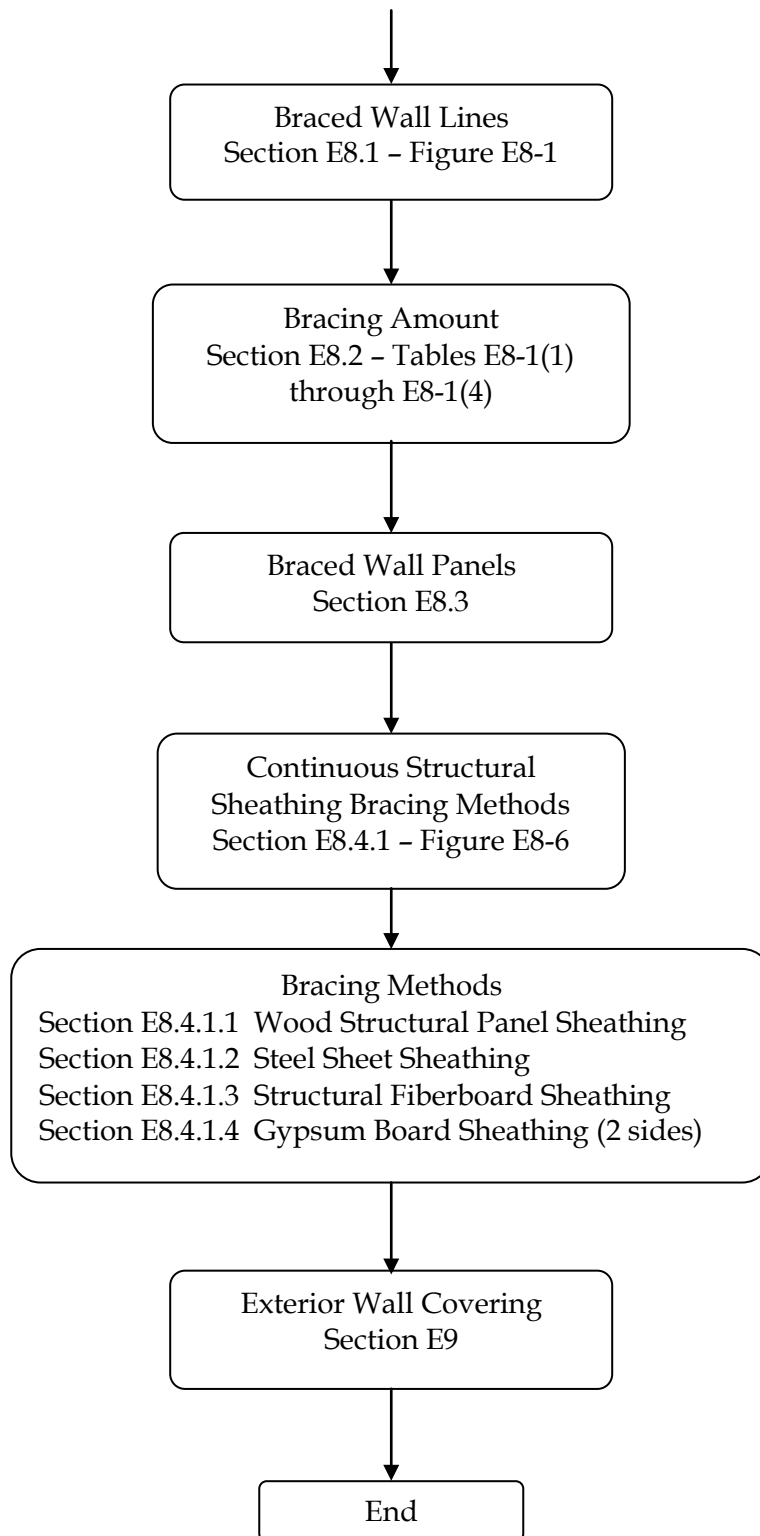 Braced Wall Lines
Section E8.1 – Figure E8-1
Bracing Amount
Section E8.2 – Tables E8-1(1)
through E8-1(4)
Braced Wall Panels
Section E8.3
Continuous Structural
Sheathing Bracing Methods
Section E8.4.1 – Figure E8-6
Bracing Methods
Section E8.4.1.1 Wood Structural Panel Sheathing
Section E8.4.1.2 Steel Sheet Sheathing
Section E8.4.1.3 Structural Fiberboard Sheathing
Section E8.4.1.4 Gypsum Board Sheathing (2 sides)
Exterior Wall Covering
Section E9
End